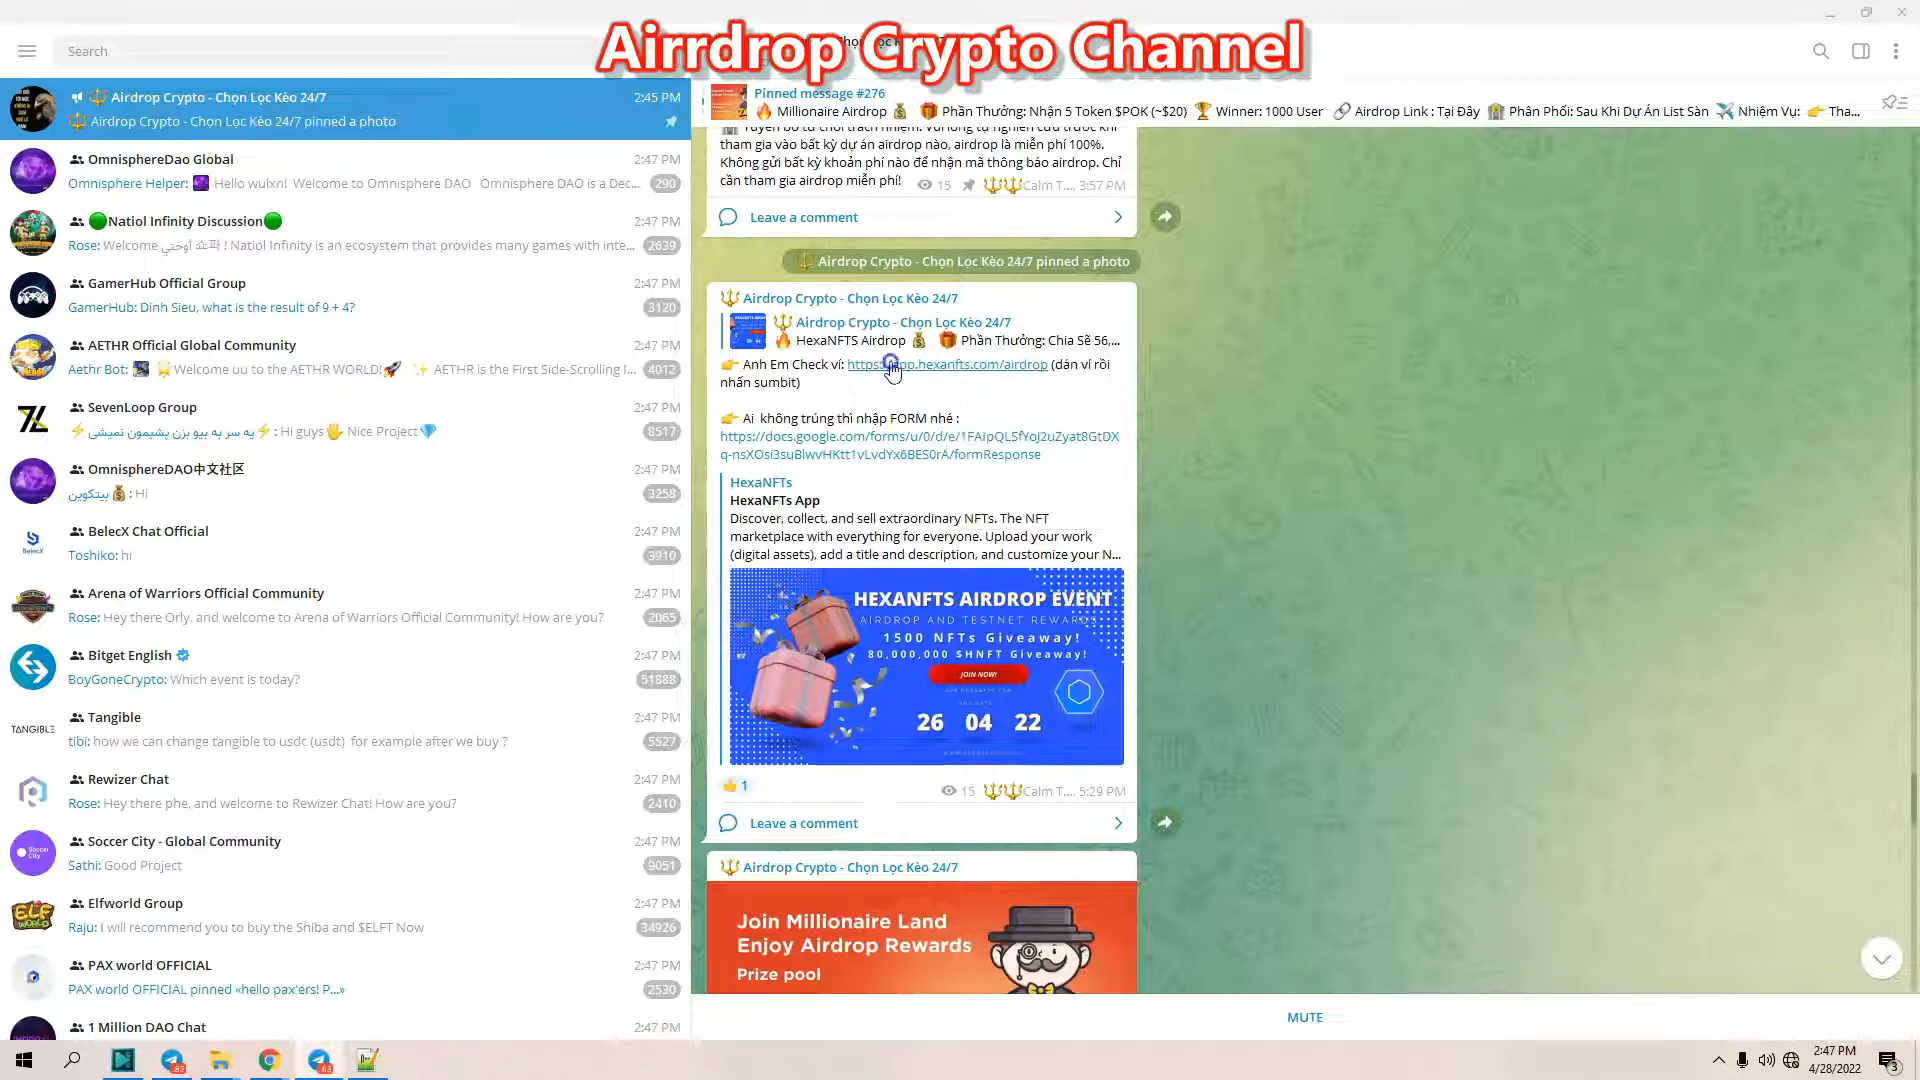 Airrdrop Crypto Channel
Search
Airdrop Crypto - Chọn Lọc Kèo 24/7
2:45 PM
Airdrop Crypto - Chọn Lọc Kèo 24/7 pinned a photo
OmnisphereDao Global
2:47 PM
Omnisphere Helper: Hello wulxn! Welcome to Omnisphere DAO Omnisphere DAO is a Dec...
290
Natiol Infinity Discussion
2:47 PM
Rose: Welcome أوختي 쇼파 ! Natiol Infinity is an ecosystem that provides many games with inte...
2639
GamerHub Official Group
2:47 PM
GamerHub: Dinh Sieu, what is the result of 9 + 4?
3120
AETHR Official Global Community
2:47 PM
Aethr Bot: Welcome uu to the AETHR WORLD! AETHR is the First Side-Scrolling I...
4012
SevenLoop Group
2:47 PM
یه سر به بیو بزن پشیمون نمیشی : Hi guys Nice Project
8517
OmnisphereDAO中文社区
2:47 PM
بیتکوین : Hi
3258
BelecX Chat Official
2:47 PM
BelecX
Toshiko: hi
3910
Arena of Warriors Official Community
2:47 PM
Rose: Hey there Orly, and welcome to Arena of Warriors Official Community! How are you?
2065
Bitget English
2:47 PM
BoyGoneCrypto: Which event is today?
51888
Tangible
2:47 PM
TANGIBLE
tibi: how we can change tangible to usdc (usdt) for example after we buy ?
5527
Rewizer Chat
2:47 PM
Rose: Hey there phe, and welcome to Rewizer Chat! How are you?
2410
Soccer City - Global Community
2:47 PM
Soccer City
Sathi: Good Project
9051
Elfworld Group
2:47 PM
ELF WORLD
Raju: I will recommend you to buy the Shiba and $ELFT Now
34926
PAX world OFFICIAL
2:47 PM
PAX world OFFICIAL pinned «hello pax'ers! P...»
2530
1 Million DAO Chat
2:47 PM
Pinned message #276
Millionaire Airdrop Phần Thưởng: Nhận 5 Token $POK (~$20) Winner: 1000 User Airdrop Link : Tại Đây Phân Phối: Sau Khi Dự Án List Sàn Nhiệm Vụ: Tha...
Tuyên bố từ chối trách nhiệm: Vui lòng tự nghiên cứu trước khi
tham gia vào bất kỳ dự án airdrop nào, airdrop là miễn phí 100%.
Không gửi bất kỳ khoản phí nào để nhận mã thông báo airdrop. Chỉ
cần tham gia airdrop miễn phí!
15 Calm T..., 3:57 PM
Leave a comment
Airdrop Crypto - Chọn Lọc Kèo 24/7 pinned a photo
Airdrop Crypto - Chọn Lọc Kèo 24/7
Airdrop Crypto - Chọn Lọc Kèo 24/7
HexaNFTS Airdrop Phần Thưởng: Chia Sẽ 56,...
Anh Em Check ví: https://app.hexanfts.com/airdrop (dán ví rồi
nhấn sumbit)
Ai không trúng thì nhập FORM nhé :
https://docs.google.com/forms/u/0/d/e/1FAIpQLSfYoJ2uZyat8GtDX
q-nsXOsi3suBlwvHKtt1vLvdYx6BES0rA/formResponse
HexaNFTs
HexaNFTs App
Discover, collect, and sell extraordinary NFTs. The NFT
marketplace with everything for everyone. Upload your work
(digital assets), add a title and description, and customize your N...
HEXANFTS AIRDROP EVENT
AIRDROP AND TESTNET REWARDS
1500 NFTs Giveaway!
80,000,000 $HNFT Giveaway!
JOIN NOW!
26 04 22
1
15 Calm T..., 5:29 PM
Leave a comment
Airdrop Crypto - Chọn Lọc Kèo 24/7
Join Millionaire Land
Enjoy Airdrop Rewards
Prize pool
MUTE
87
63
2:47 PM
4/28/2022
3